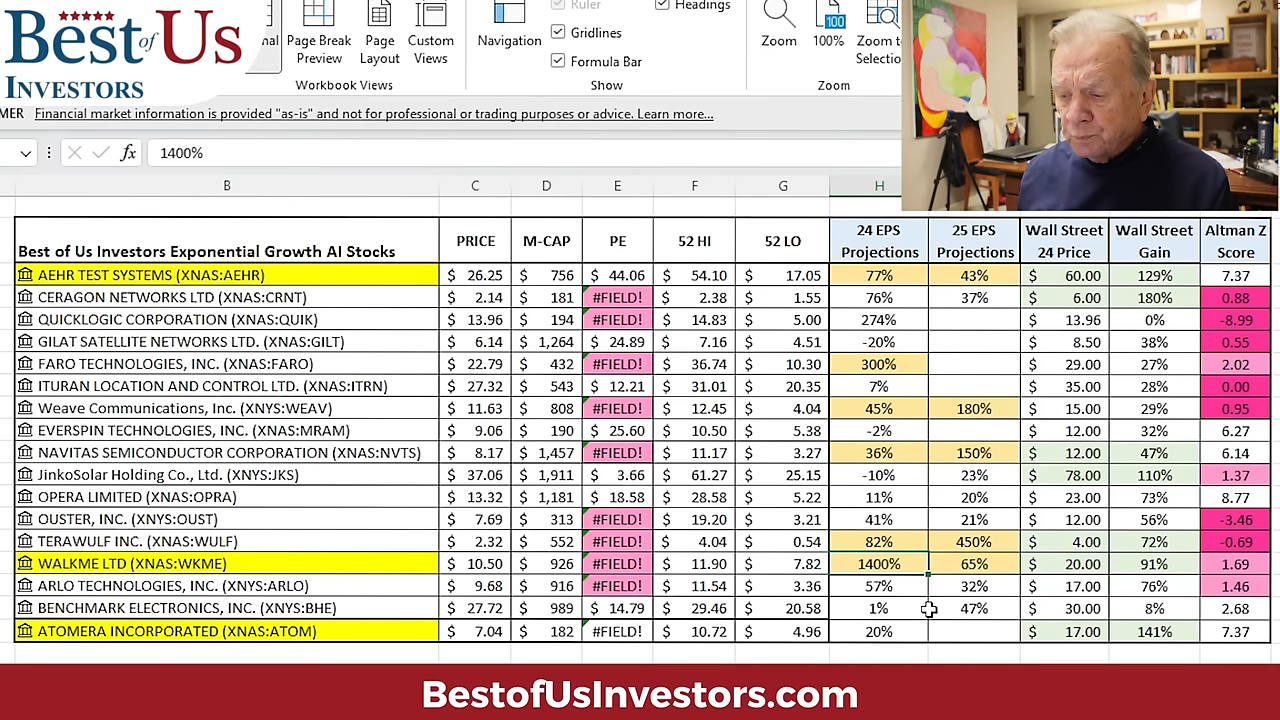 Best of Us
INVESTORS
Page Break Preview
Page Layout
Custom Views
Workbook Views
Navigation
Ruler
Headings
Gridlines
Formula Bar
Show
Zoom
100
100%
Zoom to
Selectio
Zoom
MER Financial market information is provided "as-is" and not for professional or trading purposes or advice. Learn more...
fx 1400%
B C D E F G H
Best of Us Investors Exponential Growth AI Stocks PRICE M-CAP PE 52 HI 52 LO 24 EPS Projections 25 EPS Projections Wall Street 24 Price Wall Street Gain Altman Z Score
AEHR TEST SYSTEMS (XNAS:AEHR) $ 26.25 $ 756 $ 44.06 $ 54.10 $ 17.05 77% 43% $ 60.00 129% 7.37
CERAGON NETWORKS LTD (XNAS:CRNT) $ 2.14 $ 181 #FIELD! $ 2.38 $ 1.55 76% 37% $ 6.00 180% 0.88
QUICKLOGIC CORPORATION (XNAS:QUIK) $ 13.96 $ 194 #FIELD! $ 14.83 $ 5.00 274% $ 13.96 0% -8.99
GILAT SATELLITE NETWORKS LTD. (XNAS:GILT) $ 6.14 $ 1,264 $ 24.89 $ 7.16 $ 4.51 -20% $ 8.50 38% 0.55
FARO TECHNOLOGIES, INC. (XNAS:FARO) $ 22.79 $ 432 #FIELD! $ 36.74 $ 10.30 300% $ 29.00 27% 2.02
ITURAN LOCATION AND CONTROL LTD. (XNAS:ITRN) $ 27.32 $ 543 $ 12.21 $ 31.01 $ 20.35 7% $ 35.00 28% 0.00
Weave Communications, Inc. (XNYS:WEAV) $ 11.63 $ 808 #FIELD! $ 12.45 $ 4.04 45% 180% $ 15.00 29% 0.95
EVERSPIN TECHNOLOGIES, INC. (XNAS:MRAM) $ 9.06 $ 190 $ 25.60 $ 10.50 $ 5.38 -2% $ 12.00 32% 6.27
NAVITAS SEMICONDUCTOR CORPORATION (XNAS:NVTS) $ 8.17 $ 1,457 #FIELD! $ 11.17 $ 3.27 36% 150% $ 12.00 47% 6.14
JinkoSolar Holding Co., Ltd. (XNYS:JKS) $ 37.06 $ 1,911 $ 3.66 $ 61.27 $ 25.15 -10% 23% $ 78.00 110% 1.37
OPERA LIMITED (XNAS:OPRA) $ 13.32 $ 1,181 $ 18.58 $ 28.58 $ 5.22 11% 20% $ 23.00 73% 8.77
OUSTER, INC. (XNYS:OUST) $ 7.69 $ 313 #FIELD! $ 19.20 $ 3.21 41% 21% $ 12.00 56% -3.46
TERAWULF INC. (XNAS:WULF) $ 2.32 $ 552 #FIELD! $ 4.04 $ 0.54 82% 450% $ 4.00 72% -0.69
WALKME LTD (XNAS:WKME) $ 10.50 $ 926 #FIELD! $ 11.90 $ 7.82 1400% 65% $ 20.00 91% 1.69
ARLO TECHNOLOGIES, INC. (XNYS:ARLO) $ 9.68 $ 916 #FIELD! $ 11.54 $ 3.36 57% 32% $ 17.00 76% 1.46
BENCHMARK ELECTRONICS, INC. (XNYS:BHE) $ 27.72 $ 989 $ 14.79 $ 29.46 $ 20.58 1% 47% $ 30.00 8% 2.68
ATOMERA INCORPORATED (XNAS:ATOM) $ 7.04 $ 182 #FIELD! $ 10.72 $ 4.96 20% $ 17.00 141% 7.37
BestofUsInvestors.com